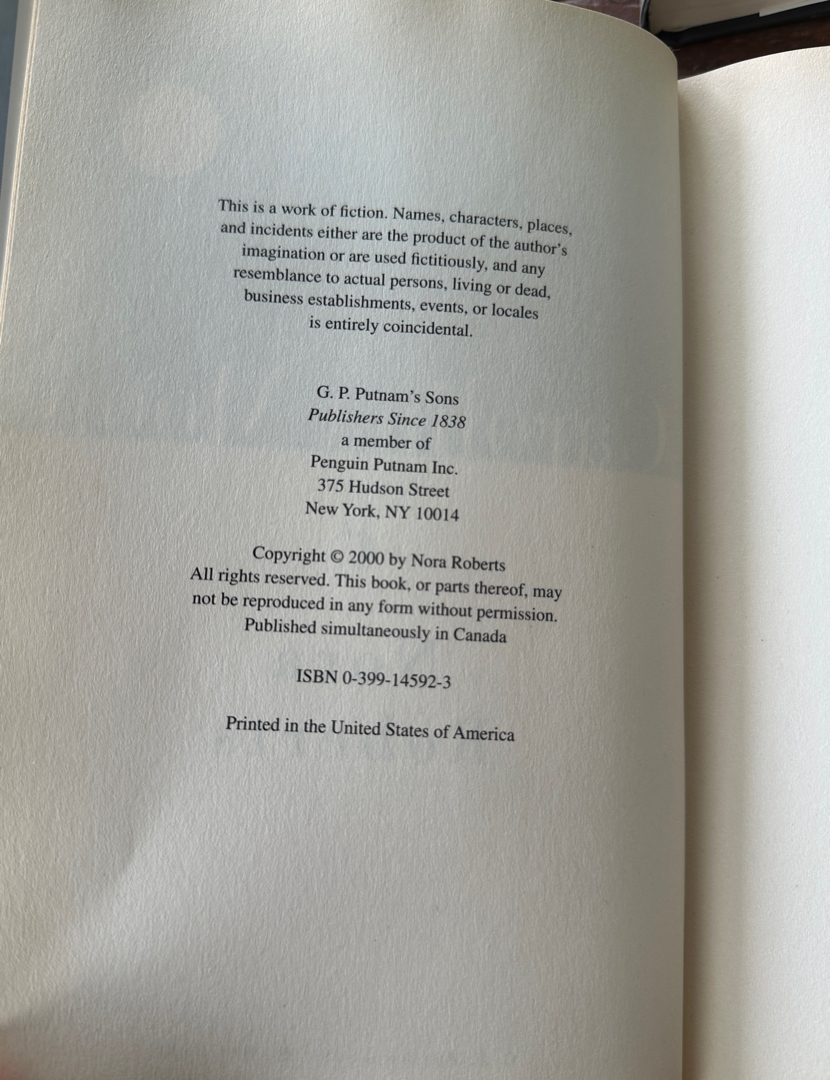 This is a work of fiction. Names, characters, places,
and incidents either are the product of the author's
imagination or are used fictitiously, and any
resemblance to actual persons, living or dead,
business establishments, events, or locales
is entirely coincidental.
G. P. Putnam's Sons
Publishers Since 1838
a member of
Penguin Putnam Inc.
375 Hudson Street
New York, NY 10014
Copyright © 2000 by Nora Roberts
All rights reserved. This book, or parts thereof, may
not be reproduced in any form without permission.
Published simultaneously in Canada
ISBN 0-399-14592-3
Printed in the United States of America